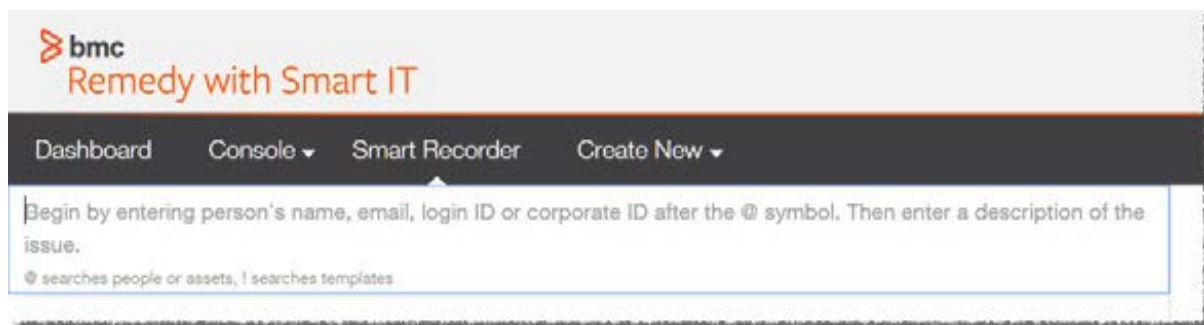 bmc
Remedy with Smart IT
Dashboard Console Smart Recorder Create New
Begin by entering person's name, email, login ID or corporate ID after the @ symbol. Then enter a description of the
issue.
@ searches people or assets, ! searches templates